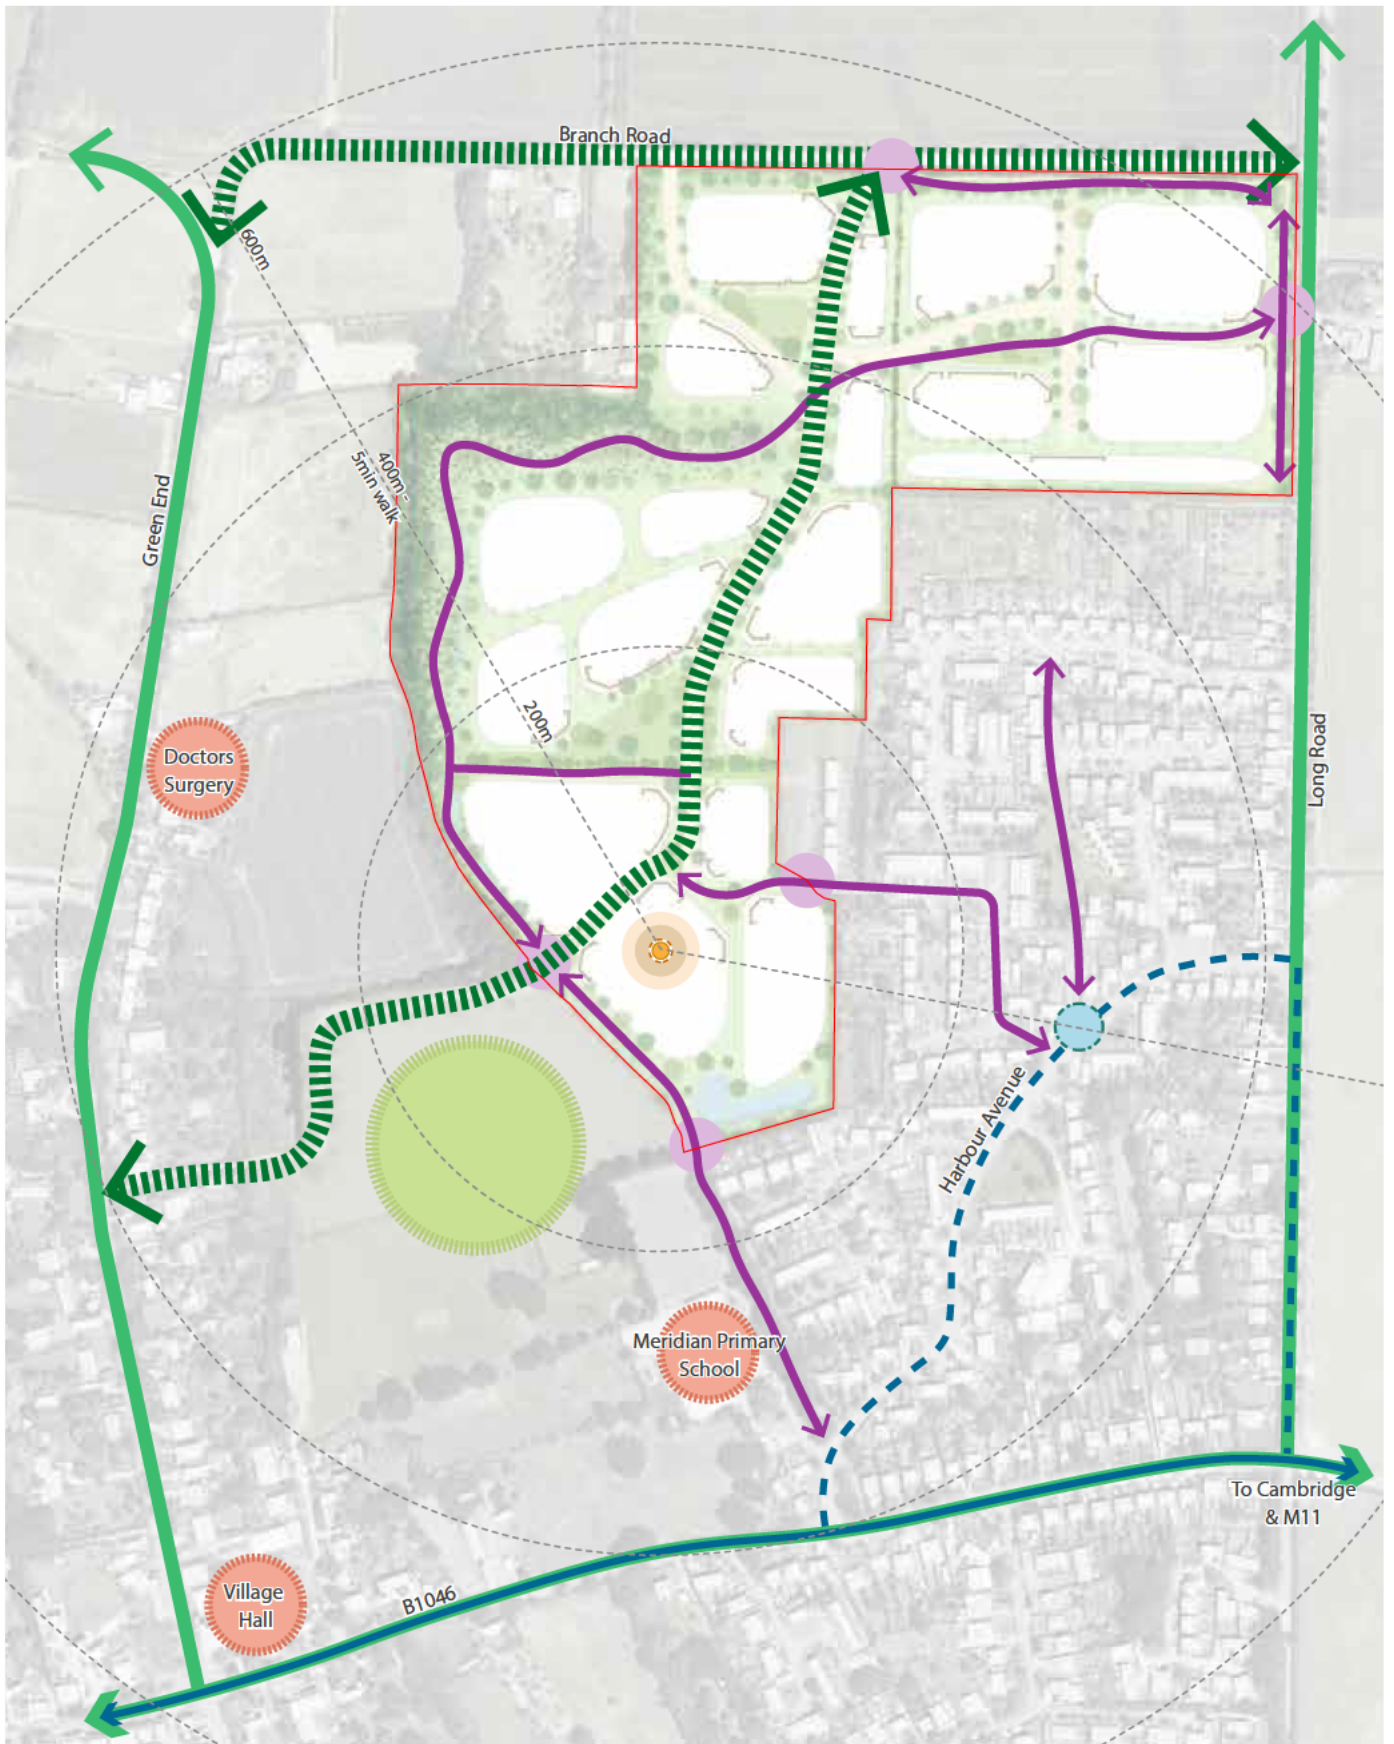 Branch Road
600m
400m -
5min walk
Green End
200m
Doctors
Surgery
Long Road
Harbour Avenue
Meridian Primary
School
To Cambridge
& M11
Village
Hall
B1046